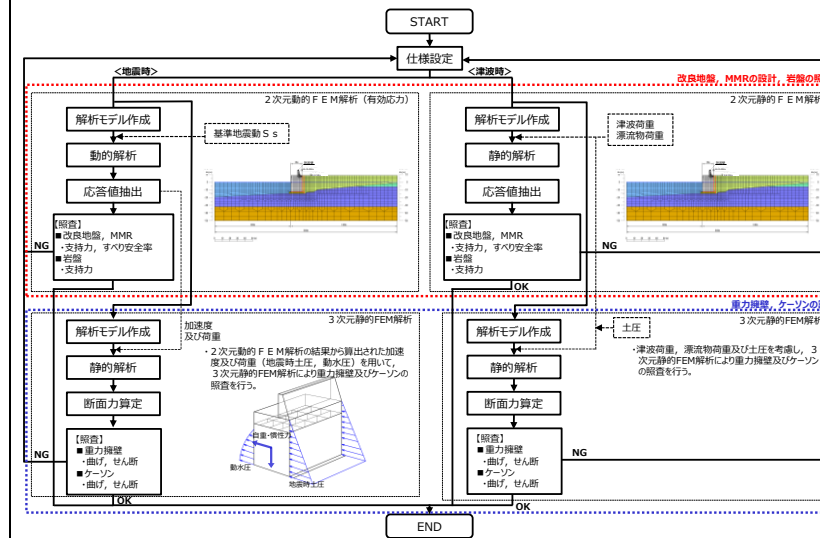 START
仕様設定
＜地震時＞
＜津波時＞
改良地盤，MMRの設計，岩盤の照
２次元動的ＦＥＭ解析（有効応力）
解析モデル作成
基準地震動Ｓｓ
動的解析
応答値抽出
【照査】
■改良地盤，MMR
・支持力，すべり安全率
■岩盤
・支持力
NG
２次元静的ＦＥＭ解析
解析モデル作成
津波荷重
漂流物荷重
静的解析
応答値抽出
【照査】
■改良地盤，MMR
・支持力，すべり安全率
■岩盤
・支持力
NG
OK
重力擁壁，ケーソンの
３次元静的FEM解析
解析モデル作成
加速度
及び荷重
静的解析
・２次元動的ＦＥＭ解析の結果から算出された加速
度及び荷重（地震時土圧，動水圧）を用いて，
３次元静的FEM解析により重力擁壁及びケーソンの
照査を行う。
断面力算定
自重・慣性力
動水圧
地震時土圧
【照査】
■重力擁壁
・曲げ，せん断
■ケーソン
・曲げ，せん断
NG
OK
３次元静的FEM解析
解析モデル作成
土圧
静的解析
・津波荷重，漂流物荷重及び土圧を考慮し，３
次元静的FEM解析により重力擁壁及びケーソン
の照査を行う。
断面力算定
【照査】
■重力擁壁
・曲げ，せん断
■ケーソン
・曲げ，せん断
NG
OK
END